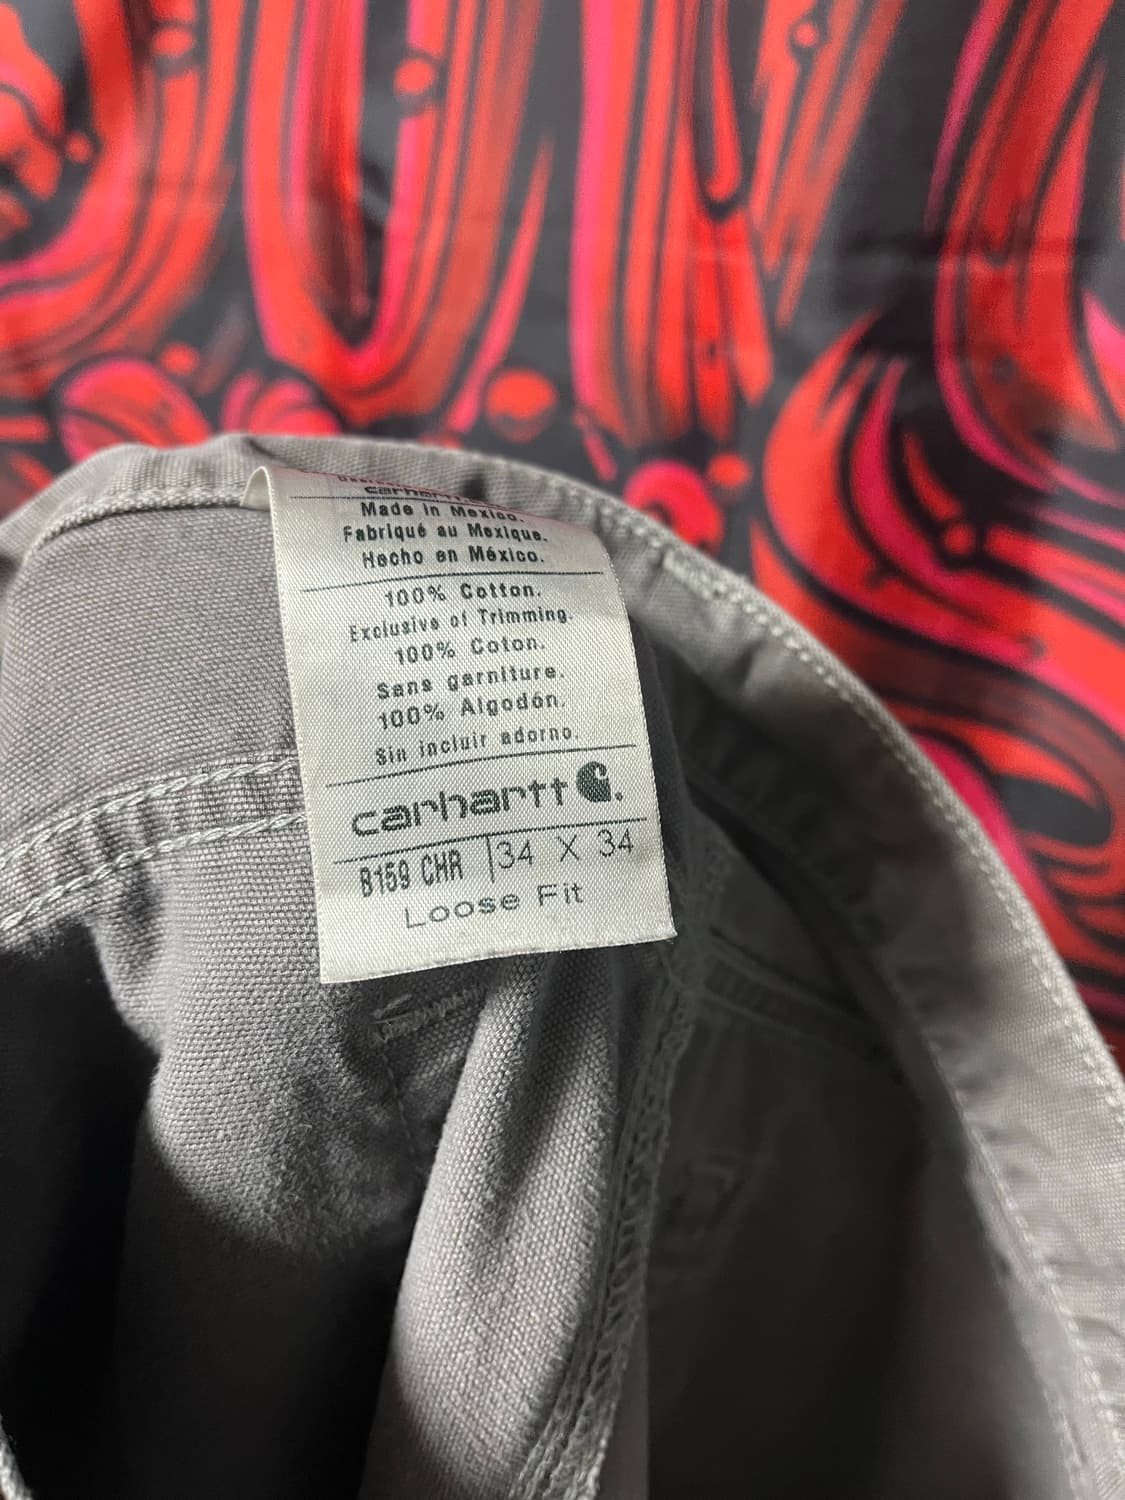 carhartt
Made in Mexico.
Fabriqué au Mexique.
Hecho en México.
100% Cotton.
Exclusive of Trimming.
100% Coton.
Sans garniture.
100% Algodón.
Sin incluir adorno.
carhartt
B159 CHR 34 X 34
Loose Fit